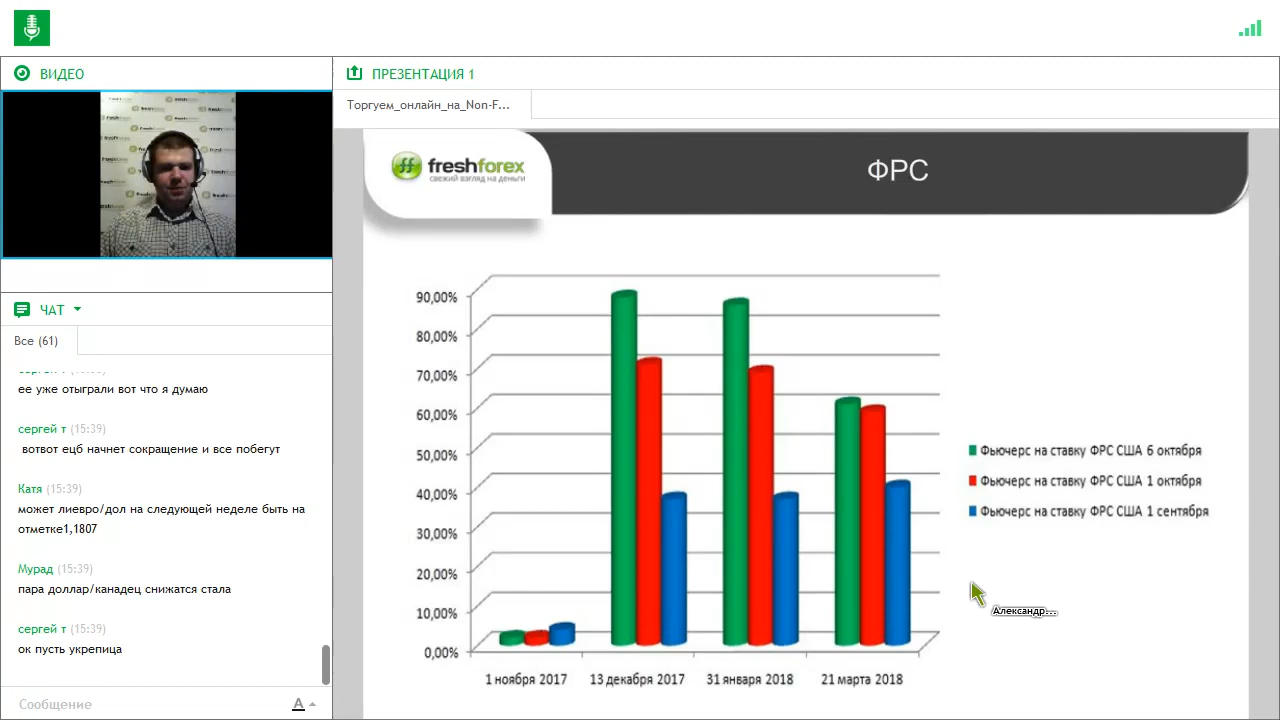 ВИДЕО
ПРЕЗЕНТАЦИЯ 1
Торгуем_онлайн_на_Non-F...
freshforex
свежий взгляд на деньги
ФРС
ЧАТ
Все (61)
ее уже отыграли вот что я думаю
сергей т (15:39)
вотвот ецб начнет сокращение и все побегут
Катя (15:39)
может лиевро/дол на следующей неделе быть на
отметке1,1807
Мурад (15:39)
пара доллар/канадец снижатся стала
сергей т (15:39)
ок пусть укрепица
Сообщение
A
90,00%
80,00%
70,00%
60,00%
50,00%
40,00%
30,00%
20,00%
10,00%
0,00%
1 ноября 2017
13 декабря 2017
31 января 2018
21 марта 2018
Фьючерс на ставку ФРС США 6 октября
Фьючерс на ставку ФРС США 1 октября
Фьючерс на ставку ФРС США 1 сентября
Александр...